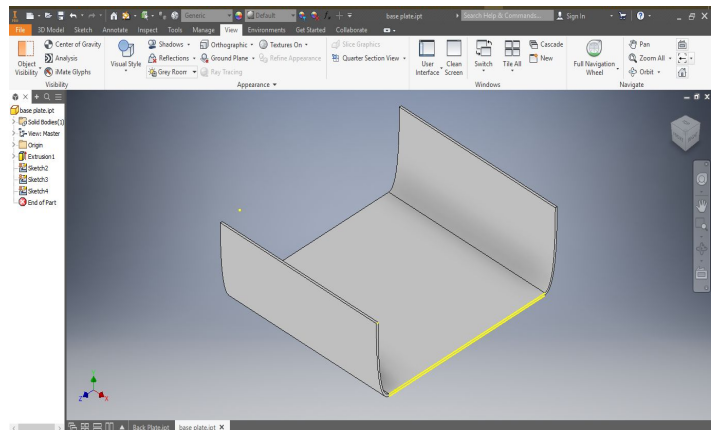 Generic Default base plate.ipt Search Help & Commands... Sign In
File 3D Model Sketch Annotate Inspect Tools Manage View Environments Get Started Collaborate
Object Visibility
Center of Gravity
Analysis
iMate Glyphs
Visibility
Visual Style
Shadows
Reflections
Grey Room
Orthographic
Ground Plane
Ray Tracing
Textures On
Refine Appearance
Appearance
Slice Graphics
Quarter Section View
User Interface
Clean Screen
Switch
Tile All
Cascade
New
Windows
Full Navigation Wheel
Pan
Zoom All
Orbit
Navigate
base plate.ipt
Solid Bodies(1)
View: Master
Origin
Extrusion1
Sketch2
Sketch3
Sketch4
End of Part
Z Y X
Back Plate.ipt base plate.ipt